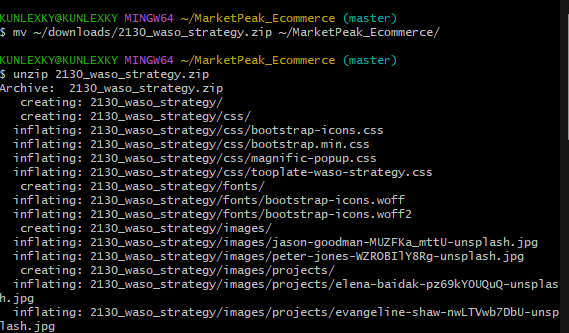 KUNLEXKY@KUNLEXKY MINGW64 ~/MarketPeak_Ecommerce (master)
$ mv ~/downloads/2130_waso_strategy.zip ~/MarketPeak_Ecommerce/
KUNLEXKY@KUNLEXKY MINGW64 ~/MarketPeak_Ecommerce (master)
$ unzip 2130_waso_strategy.zip
Archive:  2130_waso_strategy.zip
   creating: 2130_waso_strategy/
   creating: 2130_waso_strategy/css/
  inflating: 2130_waso_strategy/css/bootstrap-icons.css
  inflating: 2130_waso_strategy/css/bootstrap.min.css
  inflating: 2130_waso_strategy/css/magnific-popup.css
  inflating: 2130_waso_strategy/css/tooplate-waso-strategy.css
   creating: 2130_waso_strategy/fonts/
  inflating: 2130_waso_strategy/fonts/bootstrap-icons.woff
  inflating: 2130_waso_strategy/fonts/bootstrap-icons.woff2
   creating: 2130_waso_strategy/images/
  inflating: 2130_waso_strategy/images/jason-goodman-MUZFKa_mttU-unsplash.jpg
  inflating: 2130_waso_strategy/images/peter-jones-WZROBIlY8Rg-unsplash.jpg
   creating: 2130_waso_strategy/images/projects/
  inflating: 2130_waso_strategy/images/projects/elena-baidak-pz69kY0UQuQ-unsplas
h.jpg
  inflating: 2130_waso_strategy/images/projects/evangeline-shaw-nwLTVwb7DbU-unsp
lash.jpg